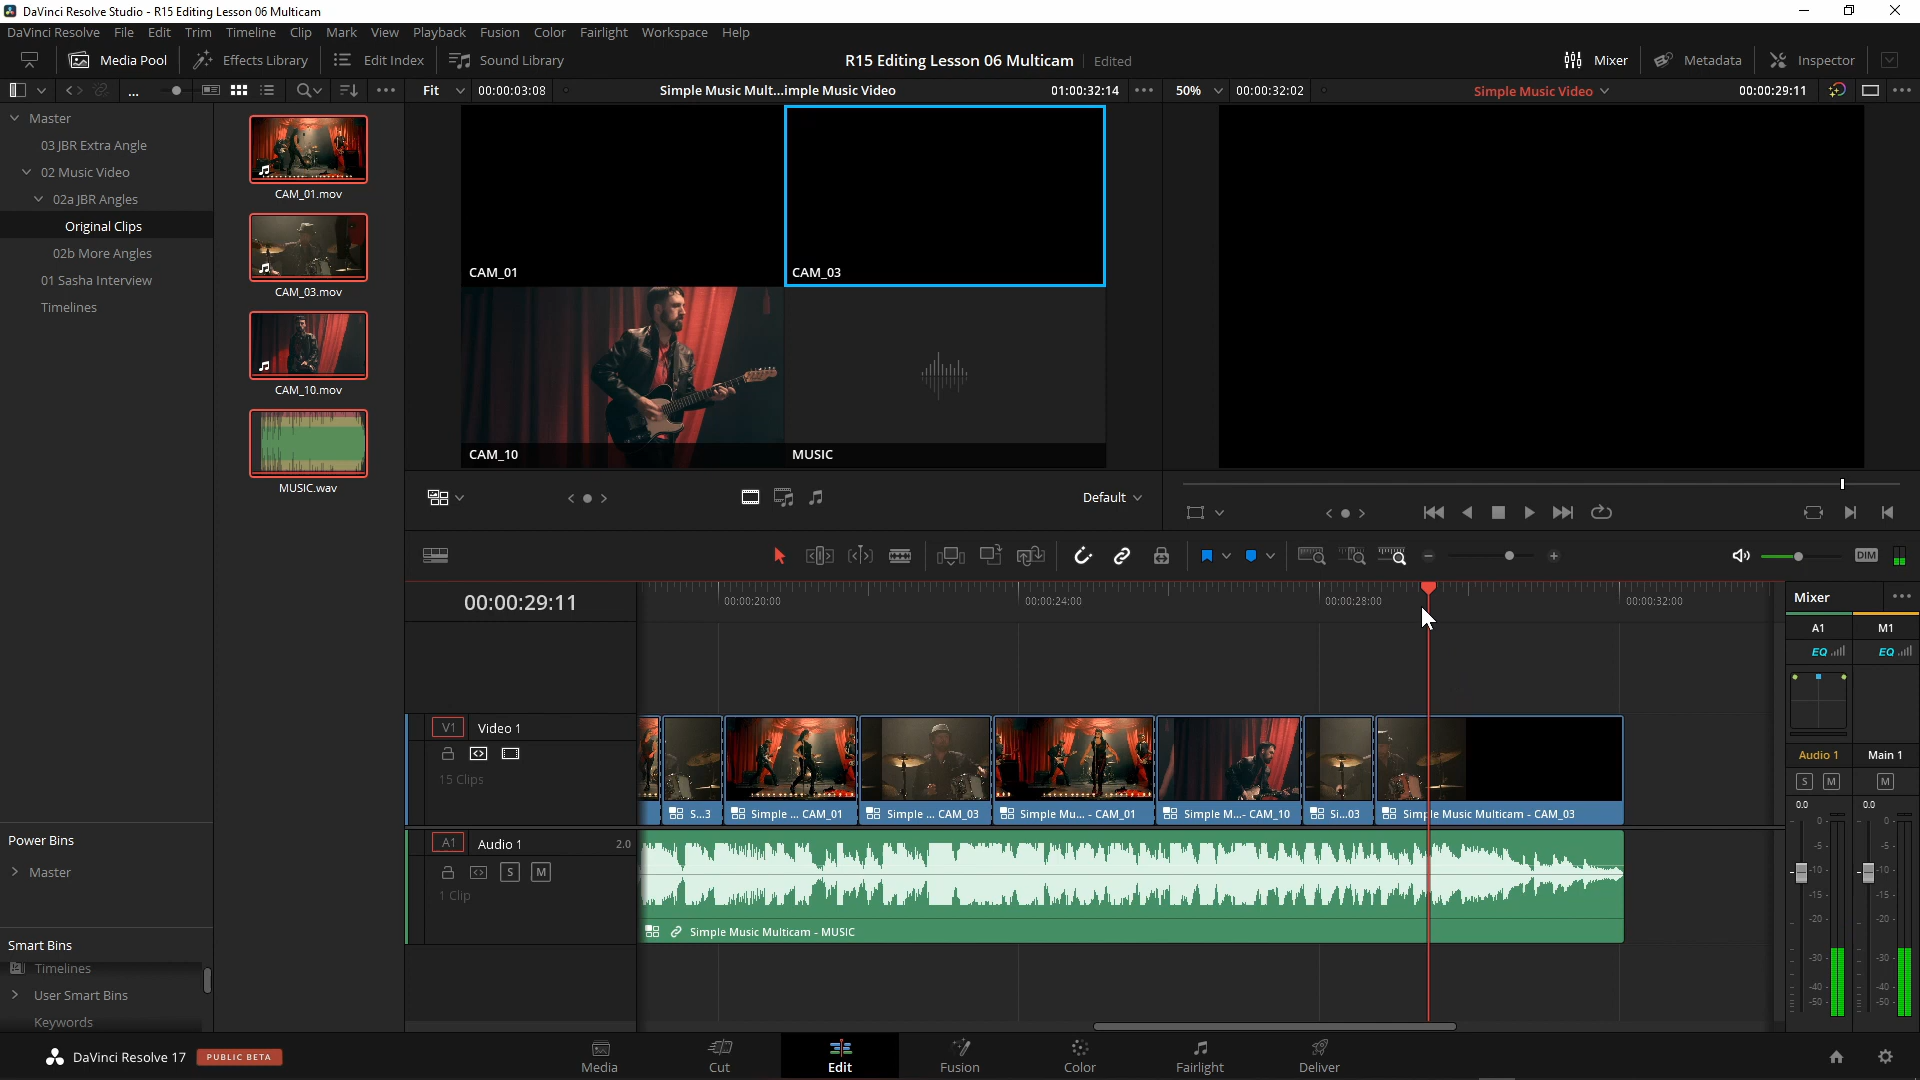 DaVinci Resolve Studio - R15 Editing Lesson 06 Multicam
DaVinci Resolve File Edit Trim Timeline Clip Mark View Playback Fusion Color Fairlight Workspace Help
Media Pool Effects Library Edit Index Sound Library R15 Editing Lesson 06 Multicam Edited Mixer Metadata Inspector
Fit 00:00:03:08 Simple Music Mult...imple Music Video 01:00:32:14 50% 00:00:32:02 Simple Music Video 00:00:29:11
Master
03 JBR Extra Angle
02 Music Video
02a JBR Angles
Original Clips
02b More Angles
01 Sasha Interview
Timelines
CAM_01.mov
CAM_03.mov
CAM_10.mov
MUSIC.wav
CAM_01
CAM_03
CAM_10
MUSIC
Default
DIM
00:00:29:11
00:00:20:00 00:00:24:00 00:00:28:00 00:00:32:00
V1 Video 1
15 Clips
S...3 Simple ... CAM_01 Simple ... CAM_03 Simple Mu... - CAM_01 Simple M...- CAM_10 Si...03 Simple Music Multicam - CAM_03
A1 Audio 1 2.0
S M
1 Clip
Simple Music Multicam - MUSIC
Mixer
A1 M1
EQ EQ
Audio 1 Main 1
S M M
0.0 0.0
0 0
-5 -5
-10 -10
-15 -15
-20 -20
-30 -30
-40 -40
-50 -50
Power Bins
Master
Smart Bins
Timelines
User Smart Bins
Keywords
DaVinci Resolve 17 PUBLIC BETA
Media Cut Edit Fusion Color Fairlight Deliver